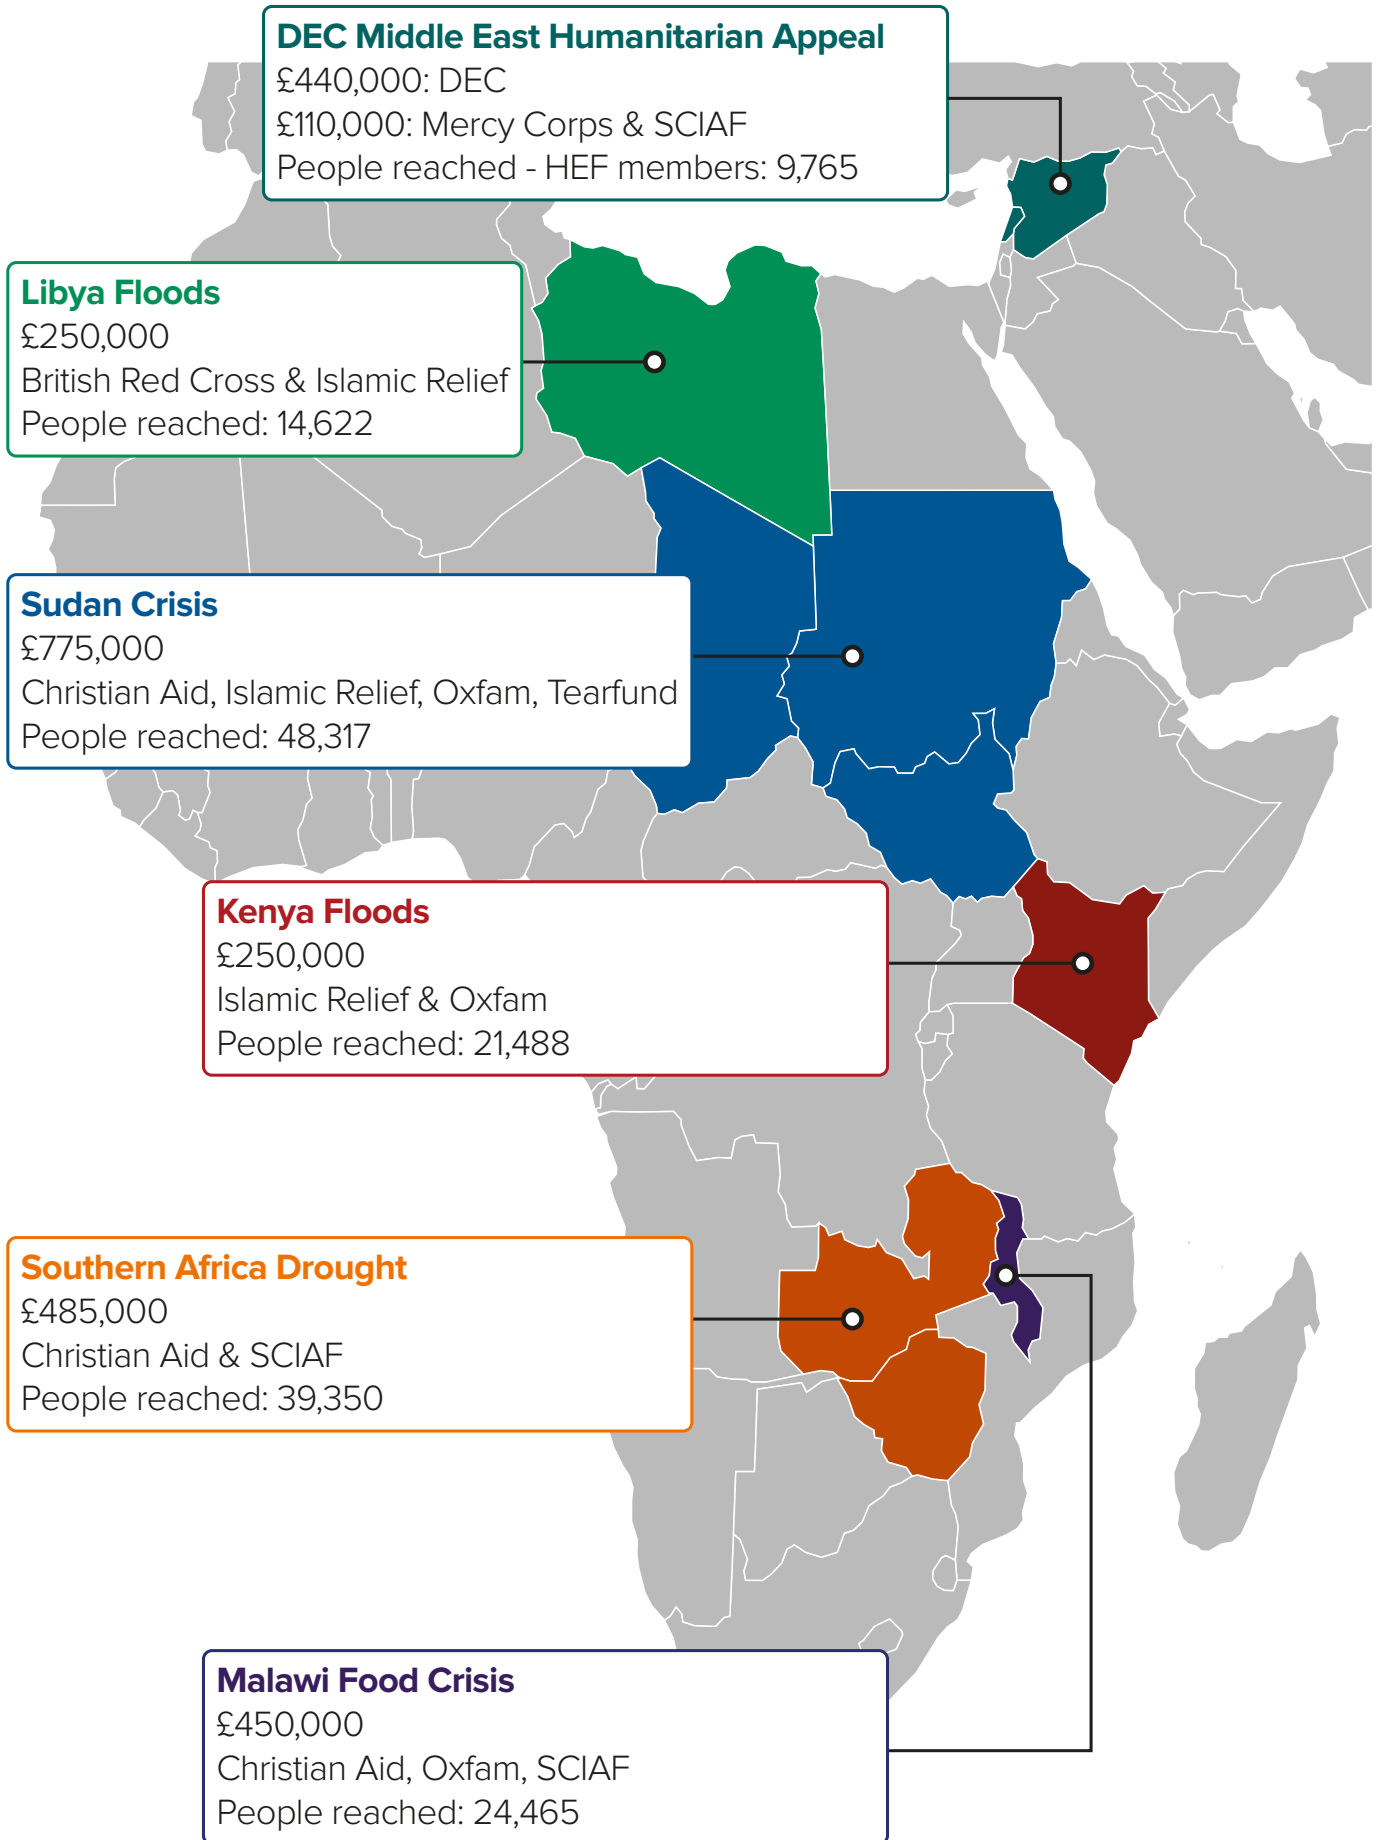 DEC Middle East Humanitarian Appeal
£440,000: DEC
£110,000: Mercy Corps & SCIAF
People reached - HEF members: 9,765
Libya Floods
£250,000
British Red Cross & Islamic Relief
People reached: 14,622
Sudan Crisis
£775,000
Christian Aid, Islamic Relief, Oxfam, Tearfund
People reached: 48,317
Kenya Floods
£250,000
Islamic Relief & Oxfam
People reached: 21,488
Southern Africa Drought
£485,000
Christian Aid & SCIAF
People reached: 39,350
Malawi Food Crisis
£450,000
Christian Aid, Oxfam, SCIAF
People reached: 24,465